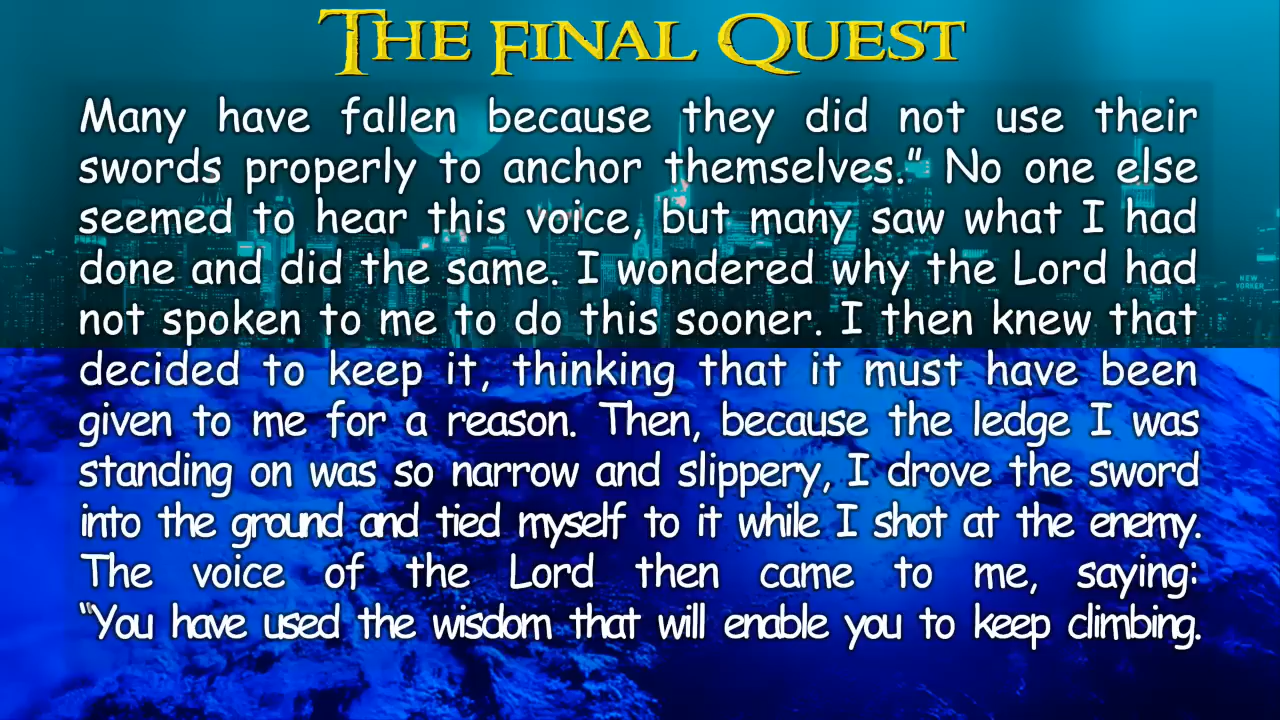 THE FINAL QUEST
Many have fallen because they did not use their
swords properly to anchor themselves.” No one else
seemed to hear this voice, but many saw what I had
done and did the same. I wondered why the Lord had
not spoken to me to do this sooner. I then knew that
decided to keep it, thinking that it must have been
given to me for a reason. Then, because the ledge I was
standing on was so narrow and slippery, I drove the sword
into the ground and tied myself to it while I shot at the enemy.
The voice of the Lord then came to me, saying:
“You have used the wisdom that will enable you to keep climbing.
NEW
YORKER